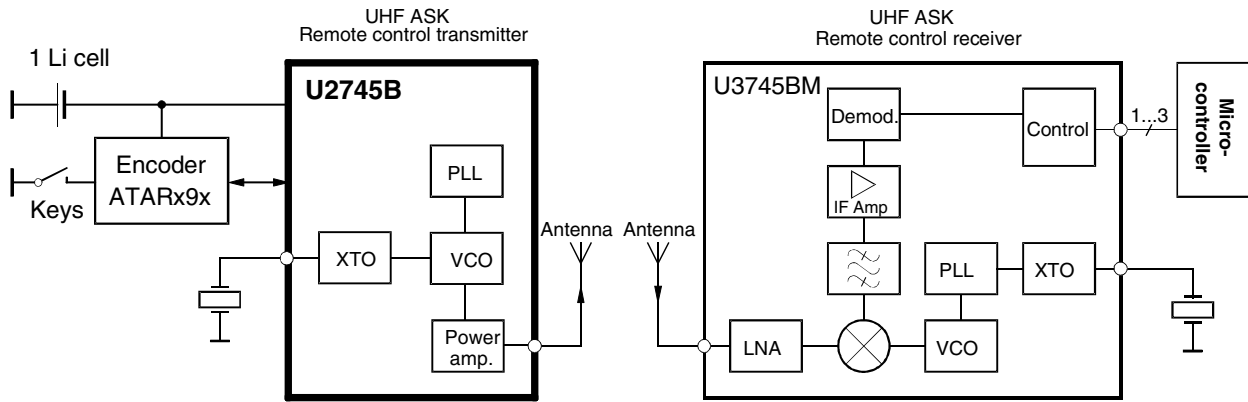 UHF ASK
Remote control transmitter
1 Li cell
U2745B
Encoder
ATARx9x
Keys
PLL
XTO
VCO
Power
amp.
Antenna
UHF ASK
Remote control receiver
U3745BM
Demod.
Control
1...3
Micro-
controller
IF Amp
PLL
XTO
Antenna
LNA
VCO